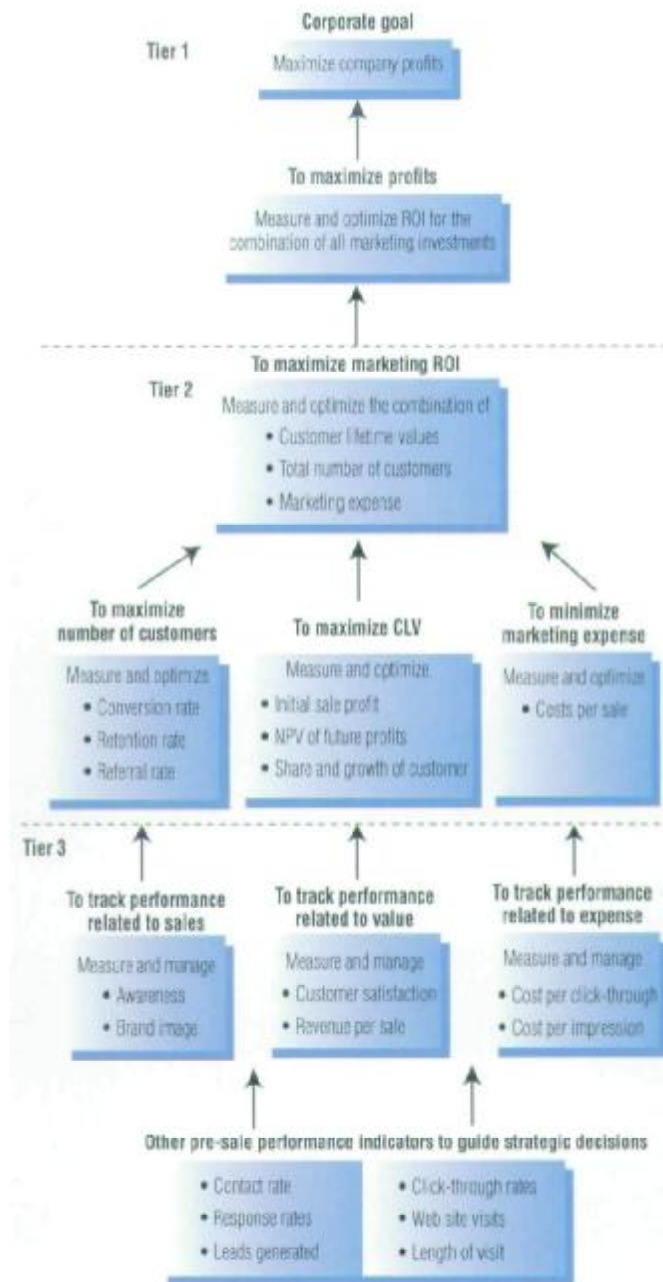 Corporate goal
Tier 1
Maximize company profits
To maximize profits
Measure and optimize ROI for the
combination of all marketing investments
To maximize marketing ROI
Tier 2
Measure and optimize the combination of
• Customer lifetime values
• Total number of customers
• Marketing expense
To maximize
number of customers
Measure and optimize
• Conversion rate
• Retention rate
• Referral rate
To maximize CLV
Measure and optimize
• Initial sale profit
• NPV of future profits
• Share and growth of customer
To minimize
marketing expense
Measure and optimize
• Costs per sale
Tier 3
To track performance
related to sales
Measure and manage
• Awareness
• Brand image
To track performance
related to value
Measure and manage
• Customer satisfaction
• Revenue per sale
To track performance
related to expense
Measure and manage
• Cost per click-through
• Cost per impression
Other pre-sale performance indicators to guide strategic decisions
• Contact rate
• Response rates
• Leads generated
• Click-through rates
• Web site visits
• Length of visit